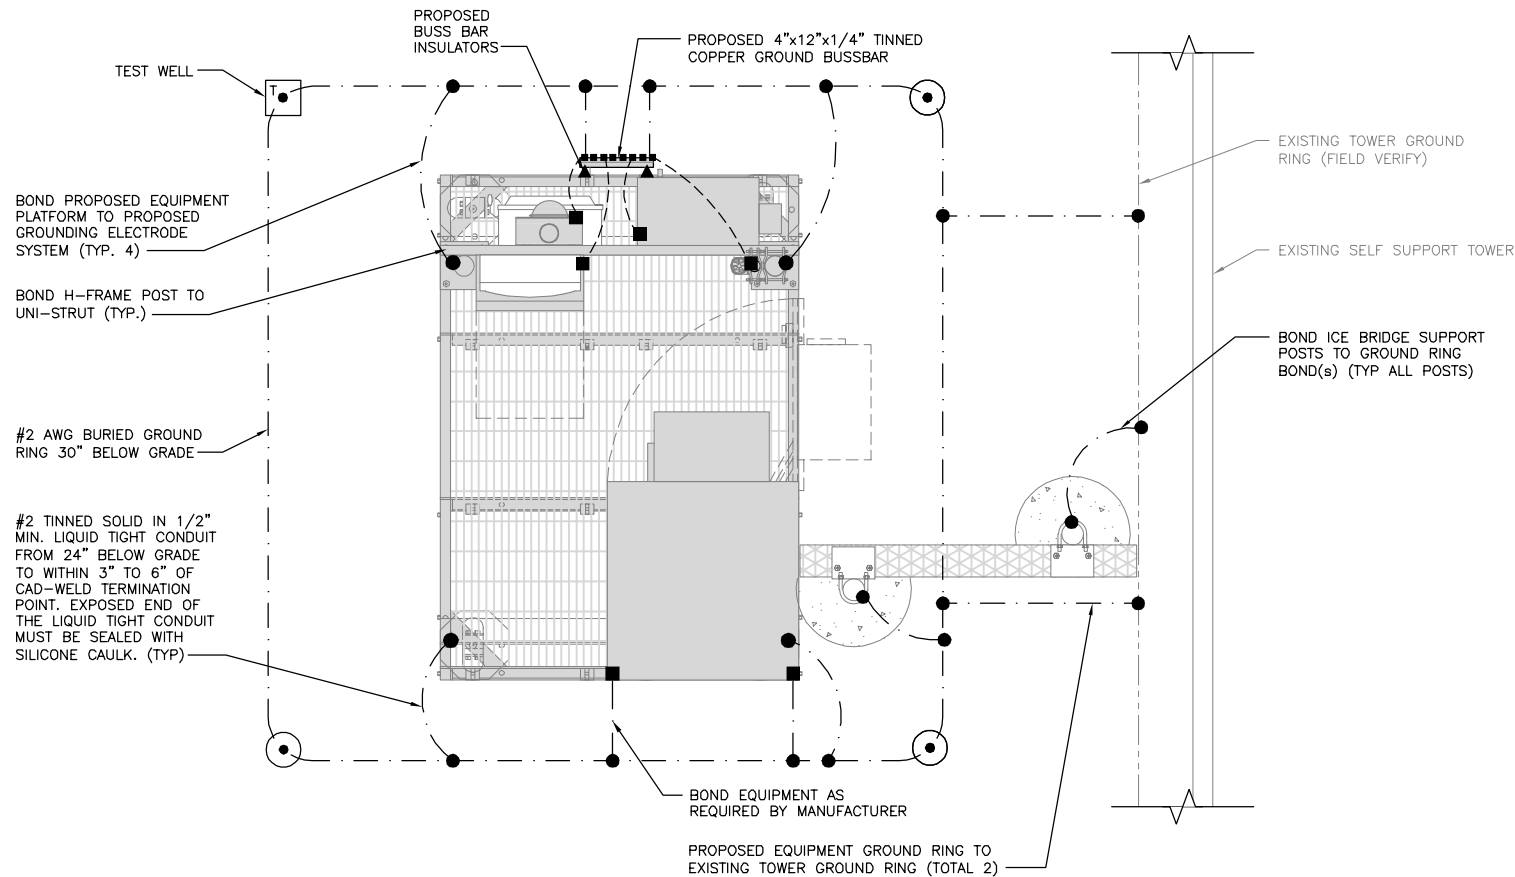 PROPOSED
BUSS BAR
INSULATORS
PROPOSED 4"x12"x1/4" TINNED
COPPER GROUND BUSSBAR
TEST WELL
T
EXISTING TOWER GROUND
RING (FIELD VERIFY)
BOND PROPOSED EQUIPMENT
PLATFORM TO PROPOSED
GROUNDING ELECTRODE
SYSTEM (TYP. 4)
EXISTING SELF SUPPORT TOWER
BOND H-FRAME POST TO
UNI-STRUT (TYP.)
BOND ICE BRIDGE SUPPORT
POSTS TO GROUND RING
BOND(s) (TYP ALL POSTS)
#2 AWG BURIED GROUND
RING 30" BELOW GRADE
#2 TINNED SOLID IN 1/2"
MIN. LIQUID TIGHT CONDUIT
FROM 24" BELOW GRADE
TO WITHIN 3" TO 6" OF
CAD-WELD TERMINATION
POINT. EXPOSED END OF
THE LIQUID TIGHT CONDUIT
MUST BE SEALED WITH
SILICONE CAULK. (TYP)
BOND EQUIPMENT AS
REQUIRED BY MANUFACTURER
PROPOSED EQUIPMENT GROUND RING TO
EXISTING TOWER GROUND RING (TOTAL 2)